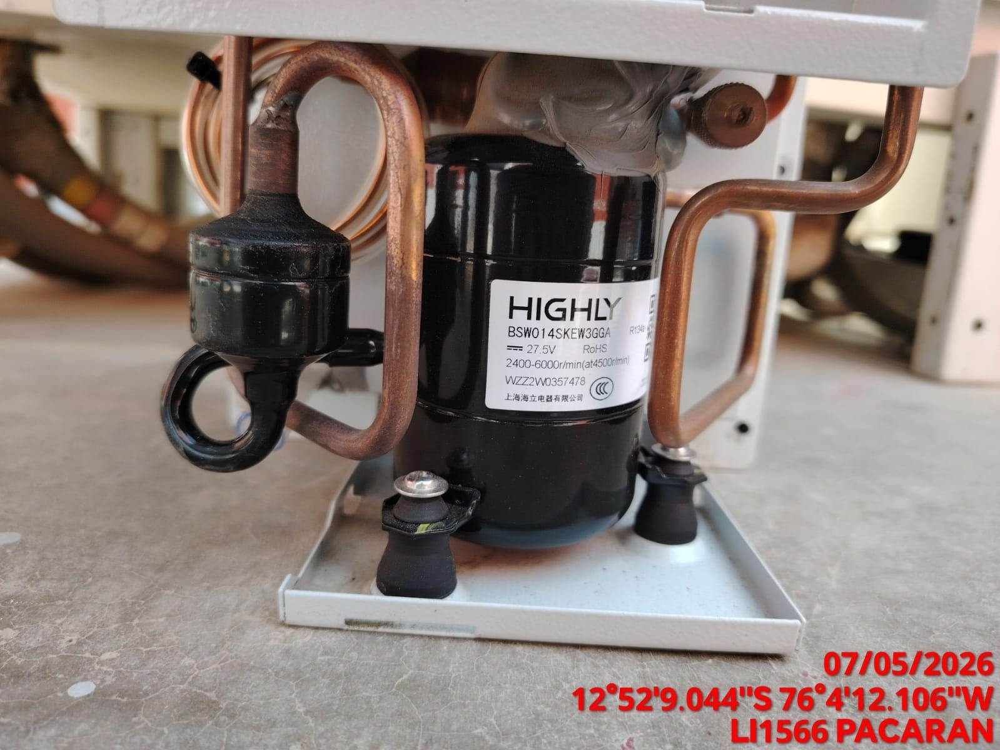 HIGHLY
BSW014SKEW3GGA R134a
27.5V RoHS
2400-6000r/min(at4500r/min)
WZZ2W0357478
上海海立电器有限公司
07/05/2026
12°52'9.044"S 76°4'12.106"W
LI1566 PACARAN